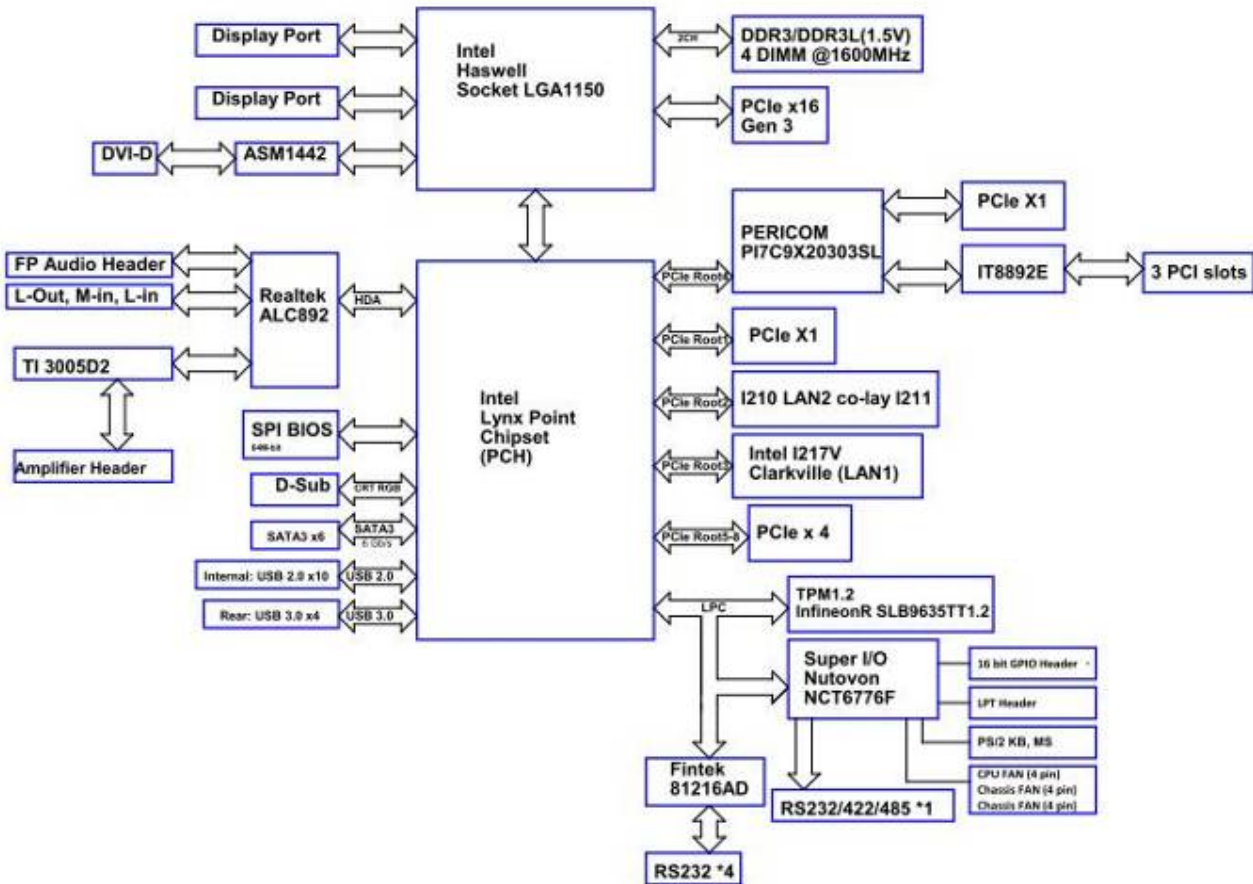 Display Port
Display Port
DVI-D
ASM1442
Intel
Haswell
Socket LGA1150
2CH
DDR3/DDR3L(1.5V)
4 DIMM @1600MHz
PCIe x16
Gen 3
FP Audio Header
L-Out, M-in, L-in
Realtek
ALC892
HDA
TI 3005D2
Amplifier Header
SPI BIOS
D-Sub
CRT RGB
SATA3 x6
SATA3
6 Gb/s
Internal: USB 2.0 x10
USB 2.0
Rear: USB 3.0 x4
USB 3.0
Intel
Lynx Point
Chipset
(PCH)
PCIe Root4
PERICOM
PI7C9X20303SL
PCIe X1
IT8892E
3 PCI slots
PCIe Root1
PCIe X1
PCIe Root2
I210 LAN2 co-lay I211
PCIe Root3
Intel I217V
Clarkville (LAN1)
PCIe Root5-8
PCIe x 4
LPC
TPM1.2
InfineonR SLB9635TT1.2
Super I/O
Nutovon
NCT6776F
16 bit GPIO Header
LPT Header
PS/2 KB, MS
CPU FAN (4 pin)
Chassis FAN (4 pin)
Chassis FAN (4 pin)
Fintek
81216AD
RS232/422/485 *1
RS232 *4